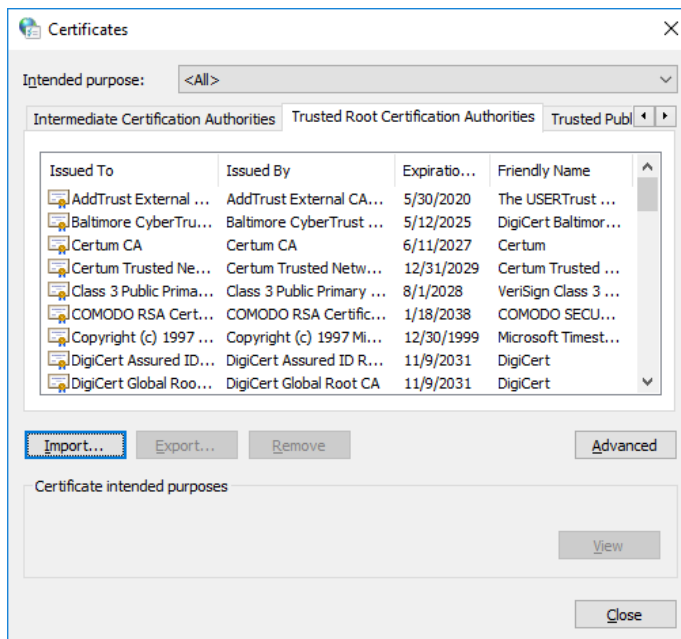 Certificates
Intended purpose: <All>
Intermediate Certification Authorities Trusted Root Certification Authorities Trusted Publ
Issued To Issued By Expiratio... Friendly Name
AddTrust External ... AddTrust External CA... 5/30/2020 The USERTrust ...
Baltimore CyberTru... Baltimore CyberTrust ... 5/12/2025 DigiCert Baltimor...
Certum CA Certum CA 6/11/2027 Certum
Certum Trusted Ne... Certum Trusted Netw... 12/31/2029 Certum Trusted ...
Class 3 Public Prima... Class 3 Public Primary ... 8/1/2028 VeriSign Class 3 ...
COMODO RSA Cert... COMODO RSA Certific... 1/18/2038 COMODO SECU...
Copyright (c) 1997 ... Copyright (c) 1997 Mi... 12/30/1999 Microsoft Timest...
DigiCert Assured ID... DigiCert Assured ID R... 11/9/2031 DigiCert
DigiCert Global Roo... DigiCert Global Root CA 11/9/2031 DigiCert
Import... Export... Remove Advanced
Certificate intended purposes
View
Close